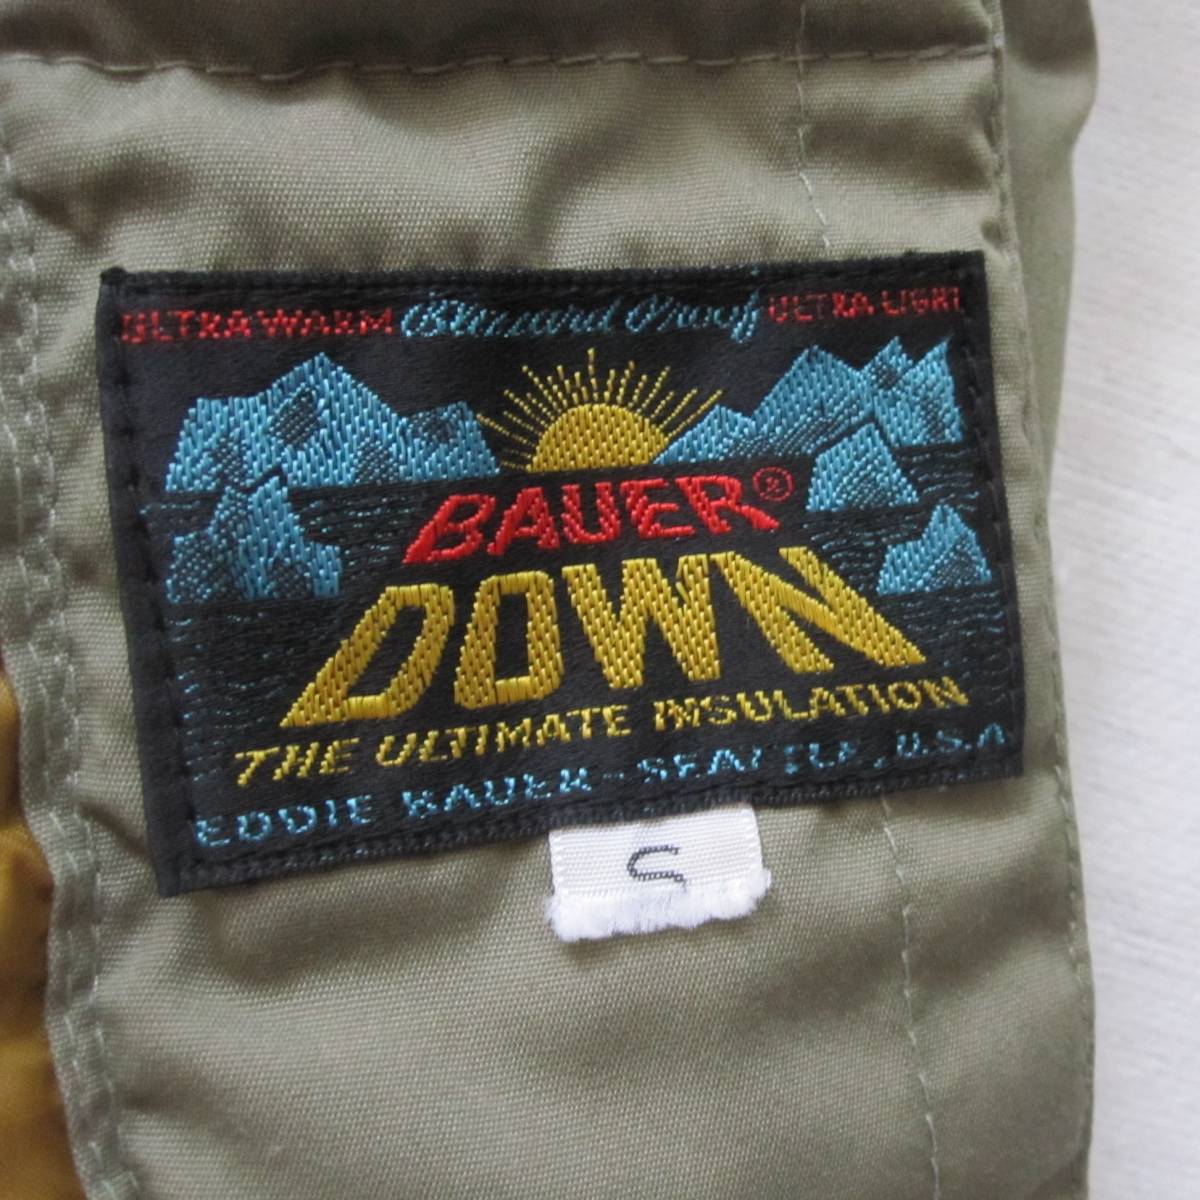 ULTRA WARM Blizzard Proof ULTRA LIGHT
BAUER®
DOWN
THE ULTIMATE INSULATION
EDDIE BAUER - SEATTLE, U.S.A